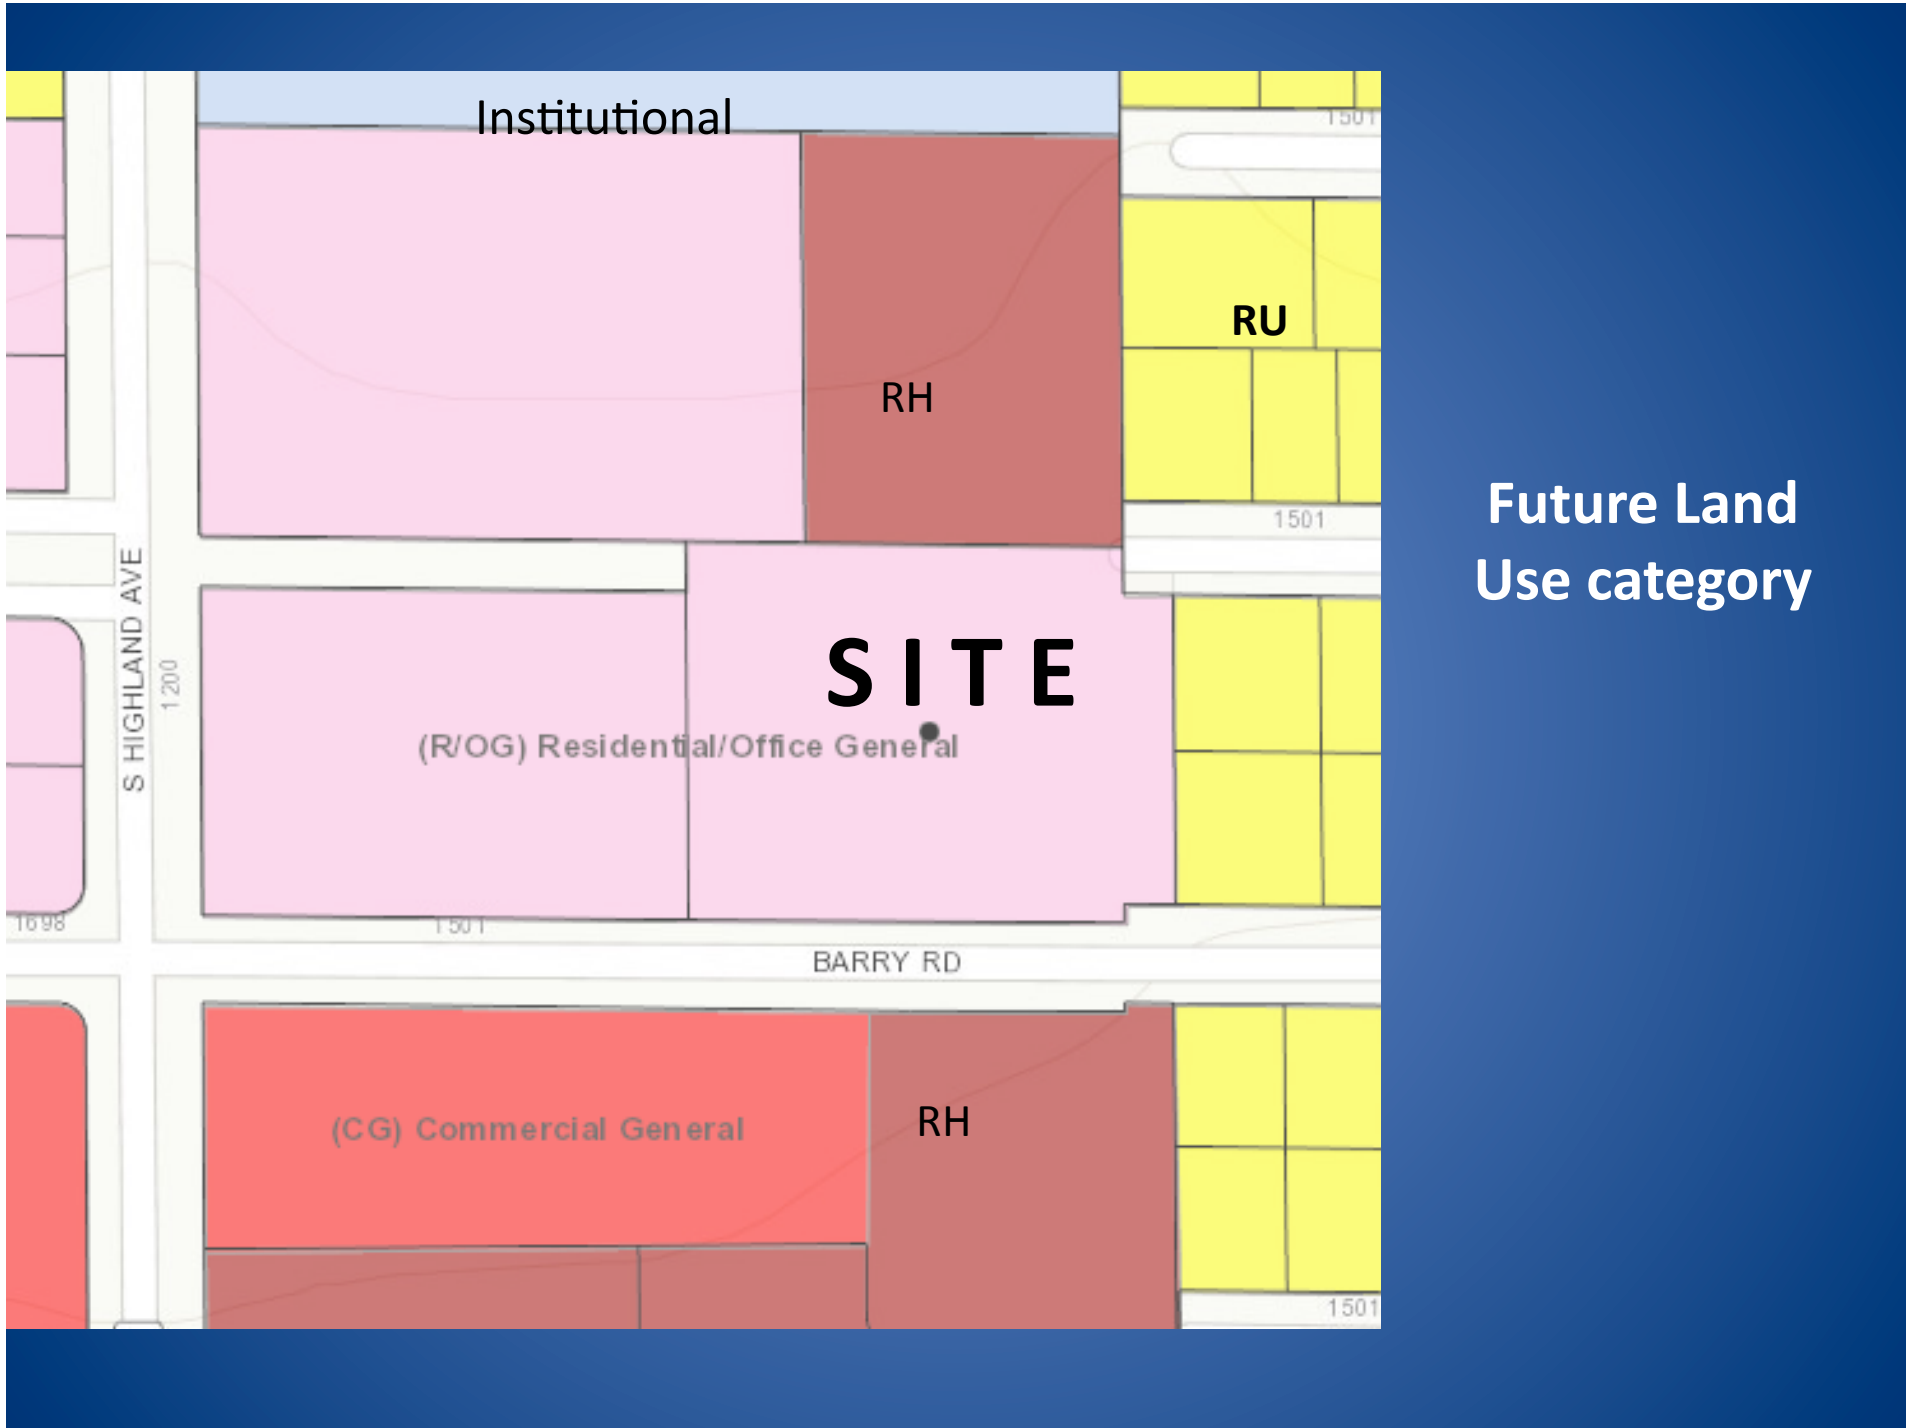 Institutional
1501
RU
RH
1501
Future Land
Use category
S HIGHLAND AVE
1200
S I T E
(R/OG) Residential/Office General
1698
1501
BARRY RD
(CG) Commercial General
RH
1501